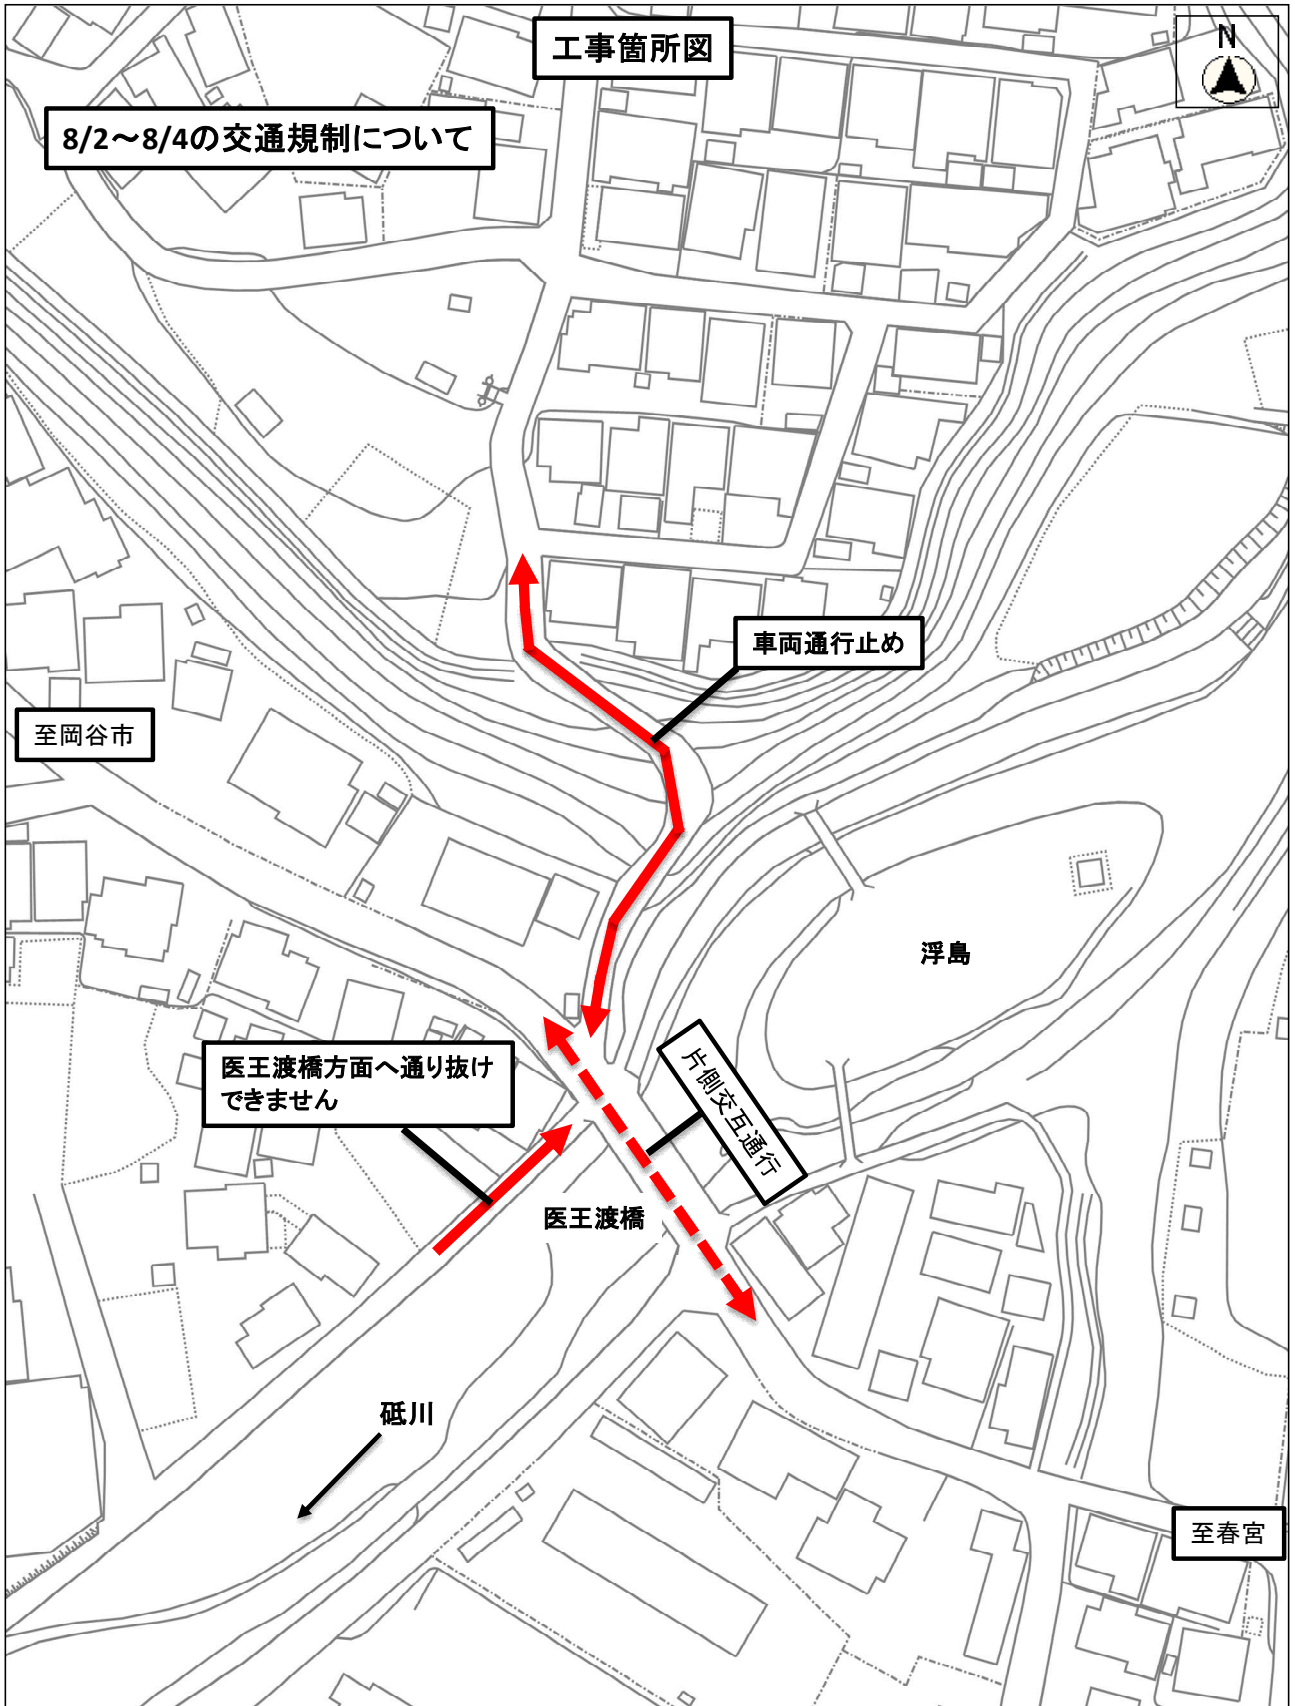 工事箇所図
N
8/2～8/4の交通規制について
車両通行止め
至岡谷市
浮島
医王渡橋方面へ通り抜け
できません
片側交互通行
医王渡橋
砥川
至春宮